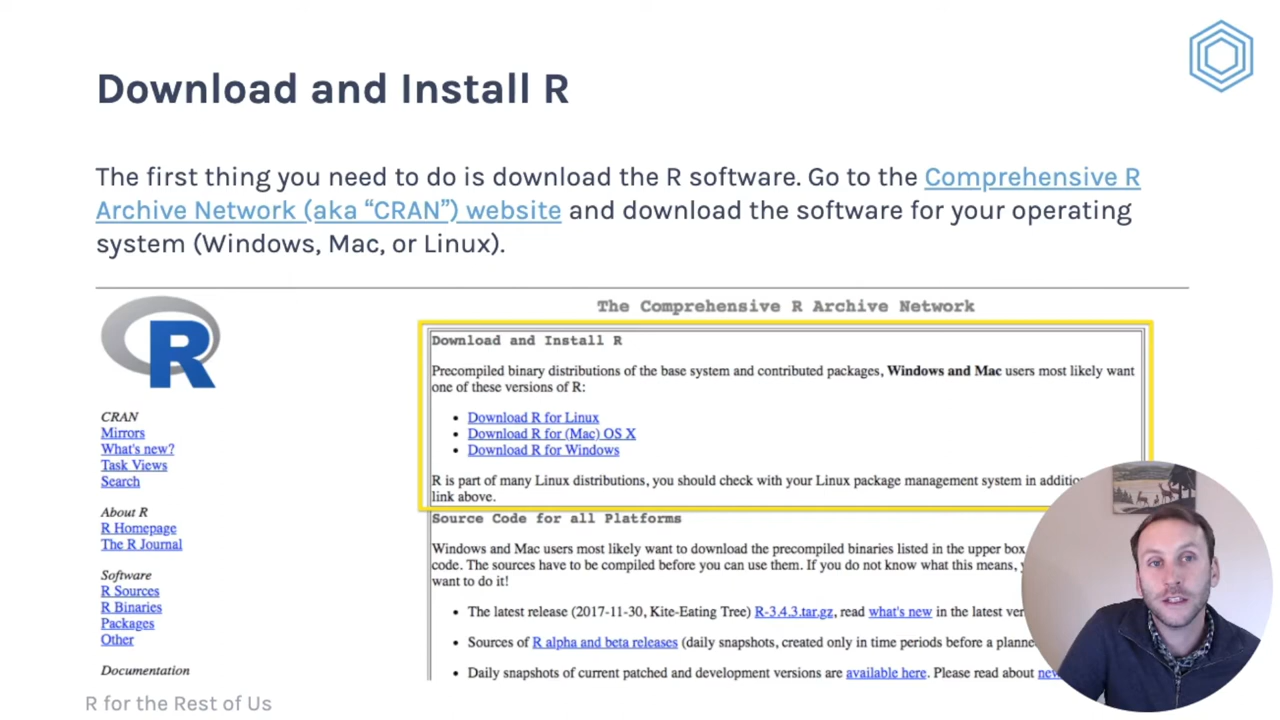 Download and Install R
The first thing you need to do is download the R software. Go to the Comprehensive R
Archive Network (aka “CRAN”) website and download the software for your operating
system (Windows, Mac, or Linux).
R
CRAN
Mirrors
What's new?
Task Views
Search
About R
R Homepage
The R Journal
Software
R Sources
R Binaries
Packages
Other
Documentation
The Comprehensive R Archive Network
Download and Install R
Precompiled binary distributions of the base system and contributed packages, Windows and Mac users most likely want
one of these versions of R:
• Download R for Linux
• Download R for (Mac) OS X
• Download R for Windows
R is part of many Linux distributions, you should check with your Linux package management system in
link above.
Source Code for all Platforms
Windows and Mac users most likely want to download the precompiled binaries listed in the upper box
code. The sources have to be compiled before you can use them. If you do not know what this means,
want to do it!
• The latest release (2017-11-30, Kite-Eating Tree) R-3.4.3.tar.gz, read what's new in the latest
• Sources of R alpha and beta releases (daily snapshots, created only in time periods before a
• Daily snapshots of current patched and development versions are available here. Please read about
R for the Rest of Us